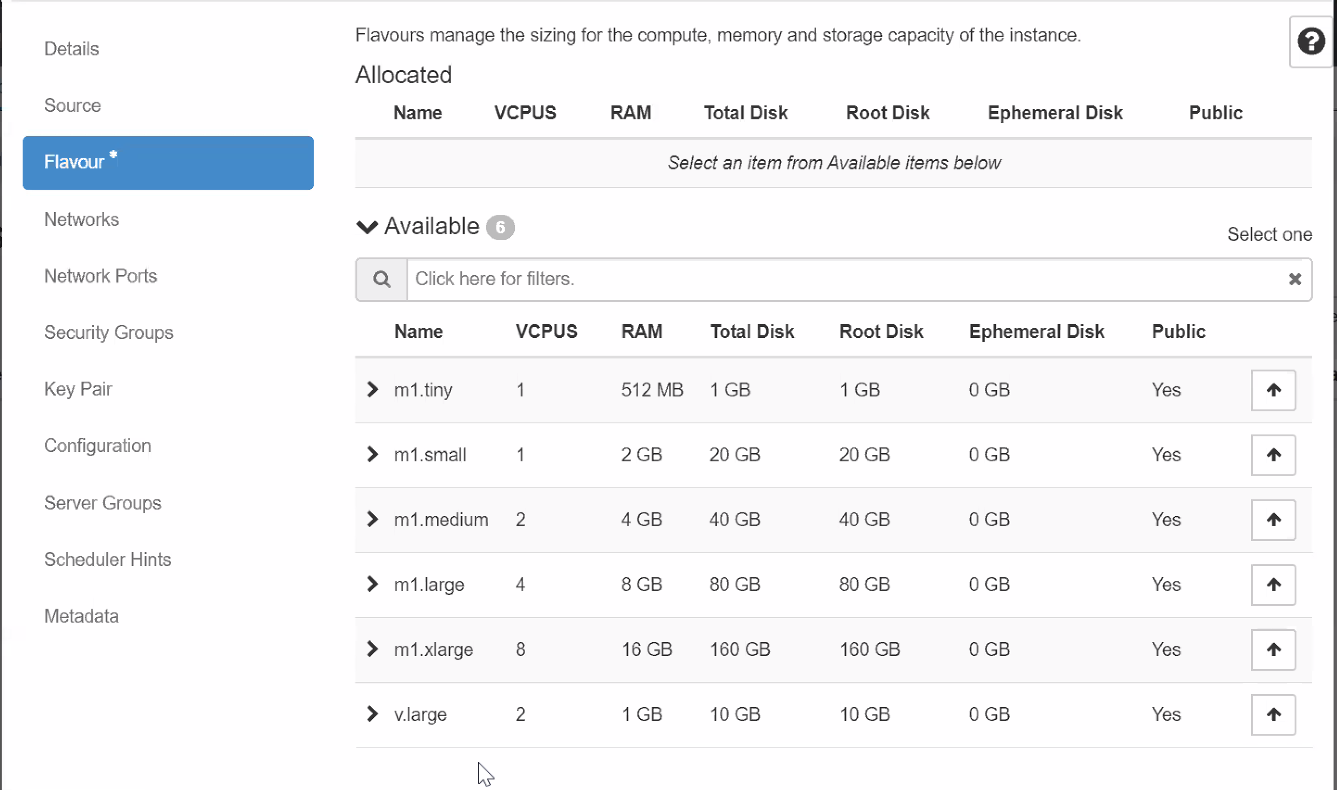 Details
Source
Flavour *
Networks
Network Ports
Security Groups
Key Pair
Configuration
Server Groups
Scheduler Hints
Metadata
Flavours manage the sizing for the compute, memory and storage capacity of the instance.
?
Allocated
Name VCPUS RAM Total Disk Root Disk Ephemeral Disk Public
Select an item from Available items below
Available 6
Select one
Click here for filters.
Name VCPUS RAM Total Disk Root Disk Ephemeral Disk Public
m1.tiny 1 512 MB 1 GB 1 GB 0 GB Yes
m1.small 1 2 GB 20 GB 20 GB 0 GB Yes
m1.medium 2 4 GB 40 GB 40 GB 0 GB Yes
m1.large 4 8 GB 80 GB 80 GB 0 GB Yes
m1.xlarge 8 16 GB 160 GB 160 GB 0 GB Yes
v.large 2 1 GB 10 GB 10 GB 0 GB Yes